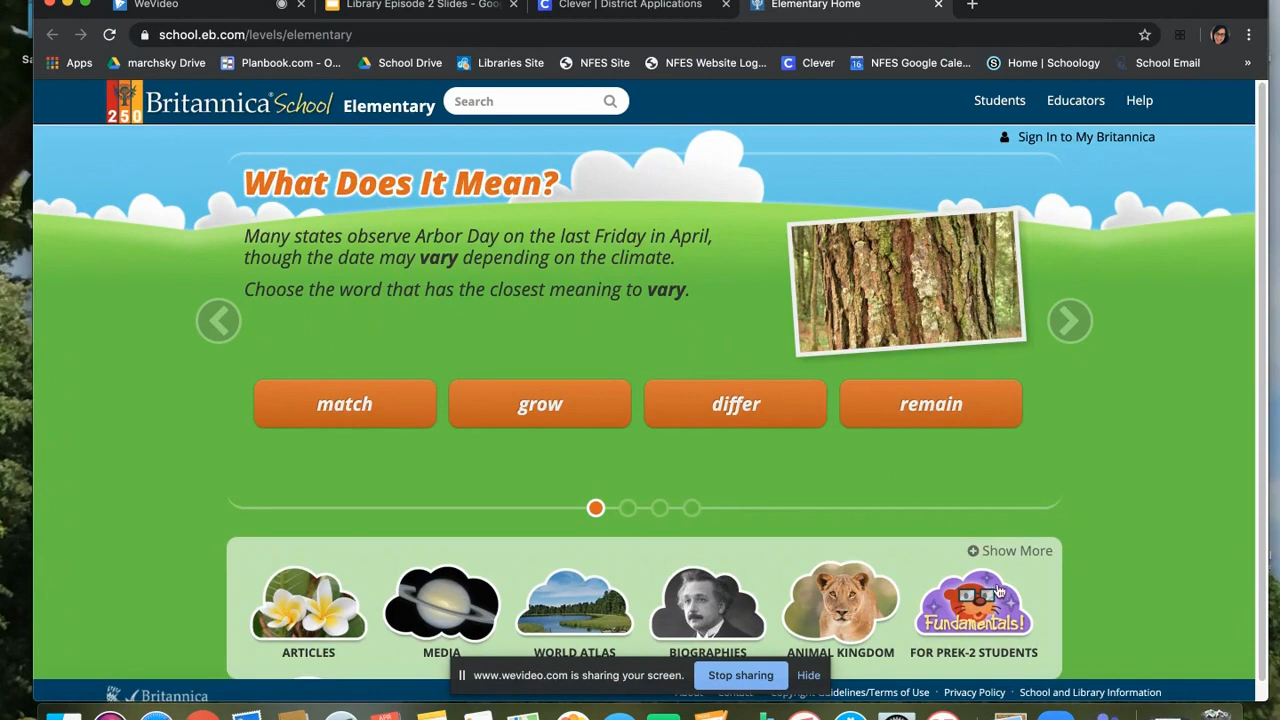 WeVideo
Library Episode 2 Slides - Goo
Clever | District Applications
Elementary Home
school.eb.com/levels/elementary
Apps
marchsky Drive
Planbook.com - O...
School Drive
Libraries Site
NFES Site
NFES Website Log...
Clever
16 NFES Google Cale...
Home | Schoology
School Email
»
250 Britannica School Elementary
Search
Students
Educators
Help
Sign In to My Britannica
What Does It Mean?
Many states observe Arbor Day on the last Friday in April,
though the date may vary depending on the climate.
Choose the word that has the closest meaning to vary.
match
grow
differ
remain
Show More
Fundamentals!
ARTICLES
MEDIA
WORLD ATLAS
BIOGRAPHIES
ANIMAL KINGDOM
FOR PREK-2 STUDENTS
www.wevideo.com is sharing your screen.
Stop sharing
Hide
Britannica
Guidelines/Terms of Use
Privacy Policy
School and Library Information